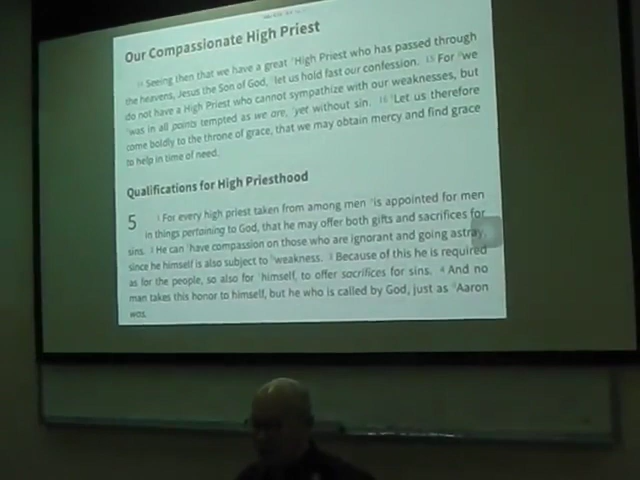 Our Compassionate High Priest
14 Seeing then that we have a great High Priest who has passed through
the heavens, Jesus the Son of God, let us hold fast our confession. 15 For we
do not have a High Priest who cannot sympathize with our weaknesses, but
was in all points tempted as we are, yet without sin. 16 Let us therefore
come boldly to the throne of grace, that we may obtain mercy and find grace
to help in time of need.
Qualifications for High Priesthood
5 1 For every high priest taken from among men is appointed for men
in things pertaining to God, that he may offer both gifts and sacrifices for
sins. 2 He can have compassion on those who are ignorant and going astray,
since he himself is also subject to weakness. 3 Because of this he is required
as for the people, so also for himself, to offer sacrifices for sins. 4 And no
man takes this honor to himself, but he who is called by God, just as Aaron
was.